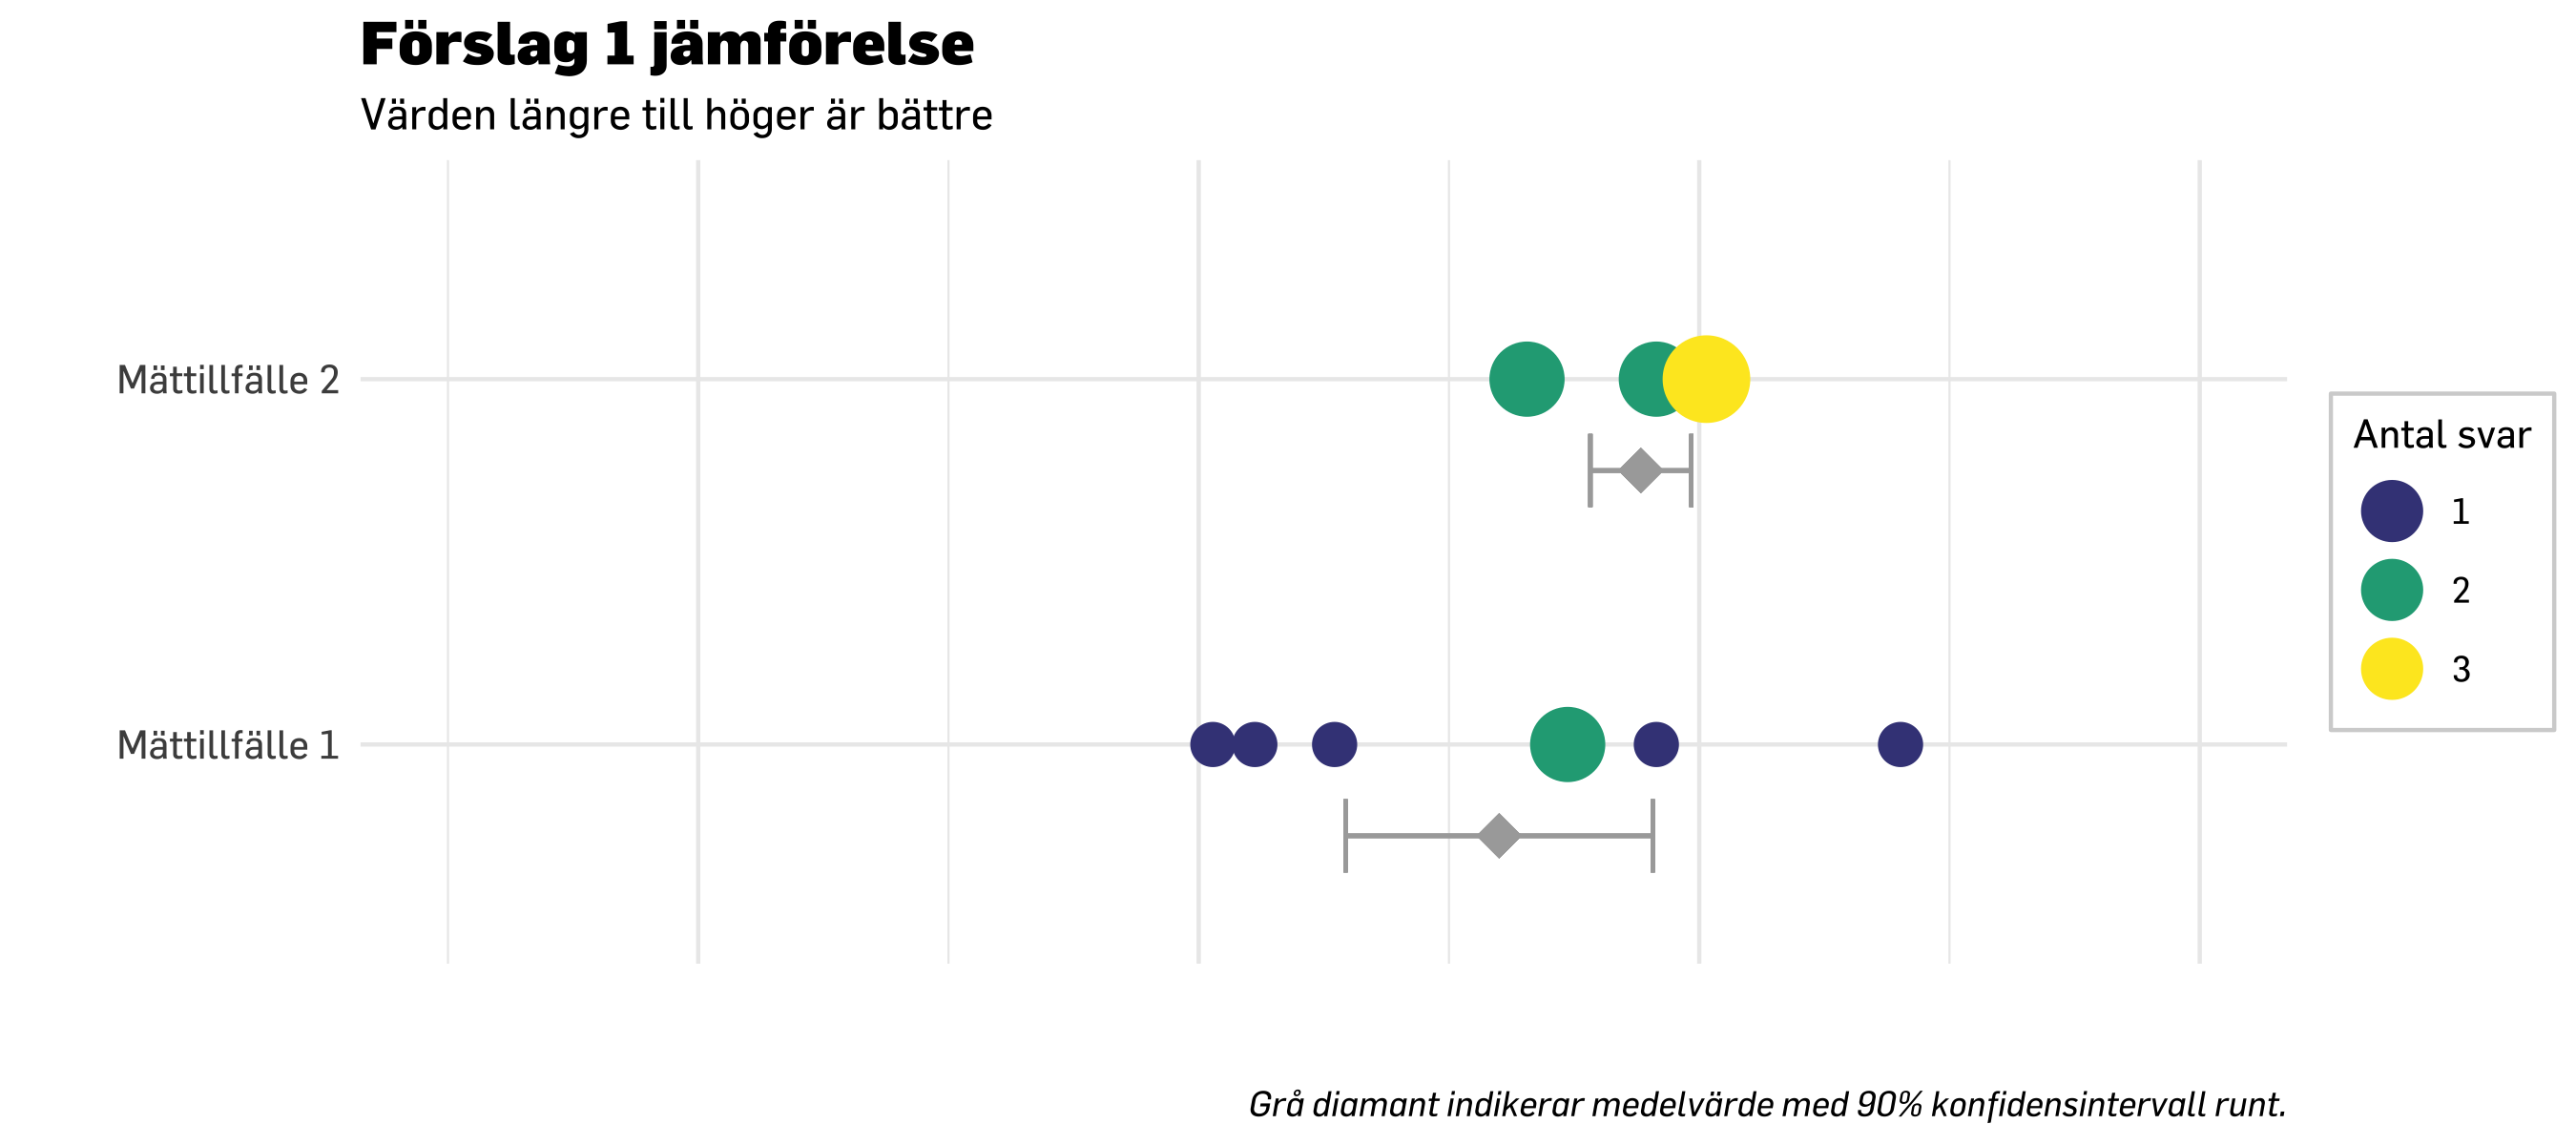 Förslag 1 jämförelse
Värden längre till höger är bättre
Mättillfälle 2
Mättillfälle 1
Antal svar
1
2
3
Grå diamant indikerar medelvärde med 90% konfidensintervall runt.